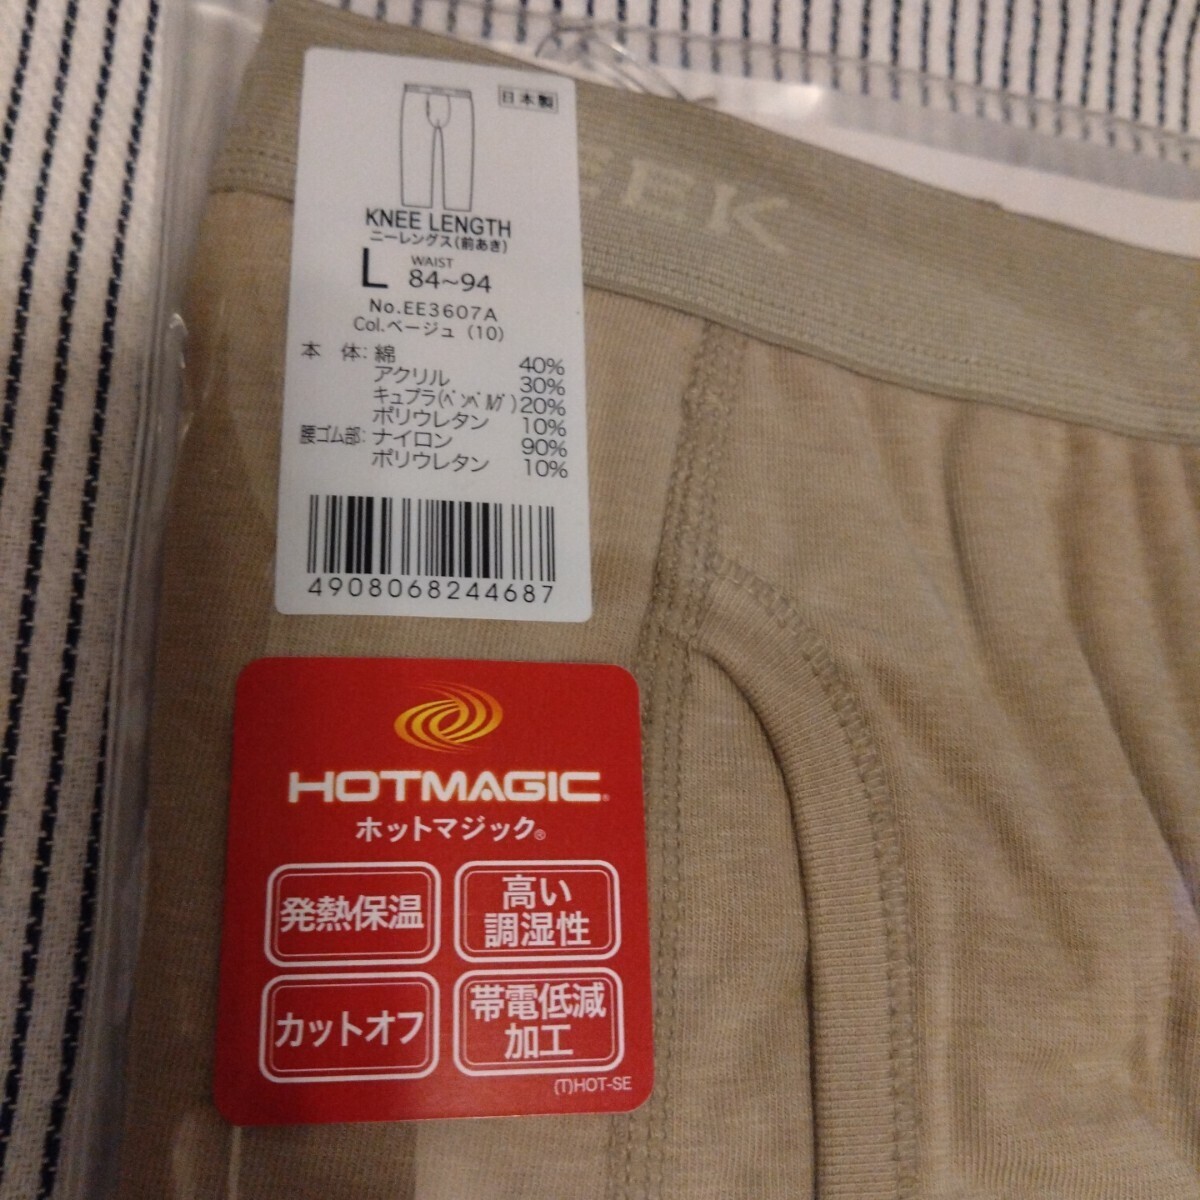 日本製
KNEE LENGTH
ニーレングス(前あき)
L WAIST 84~94
No.EE3607A
Col.ベージュ (10)
本 体: 綿 40%
アクリル 30%
キュプラ(ベンベルグ) 20%
ポリウレタン 10%
腰ゴム部: ナイロン 90%
ポリウレタン 10%
4908068244687
EEK
HOTMAGIC®
ホットマジック®
発熱保温
高い
調湿性
カットオフ
帯電低減
加工
(T)HOT-SE